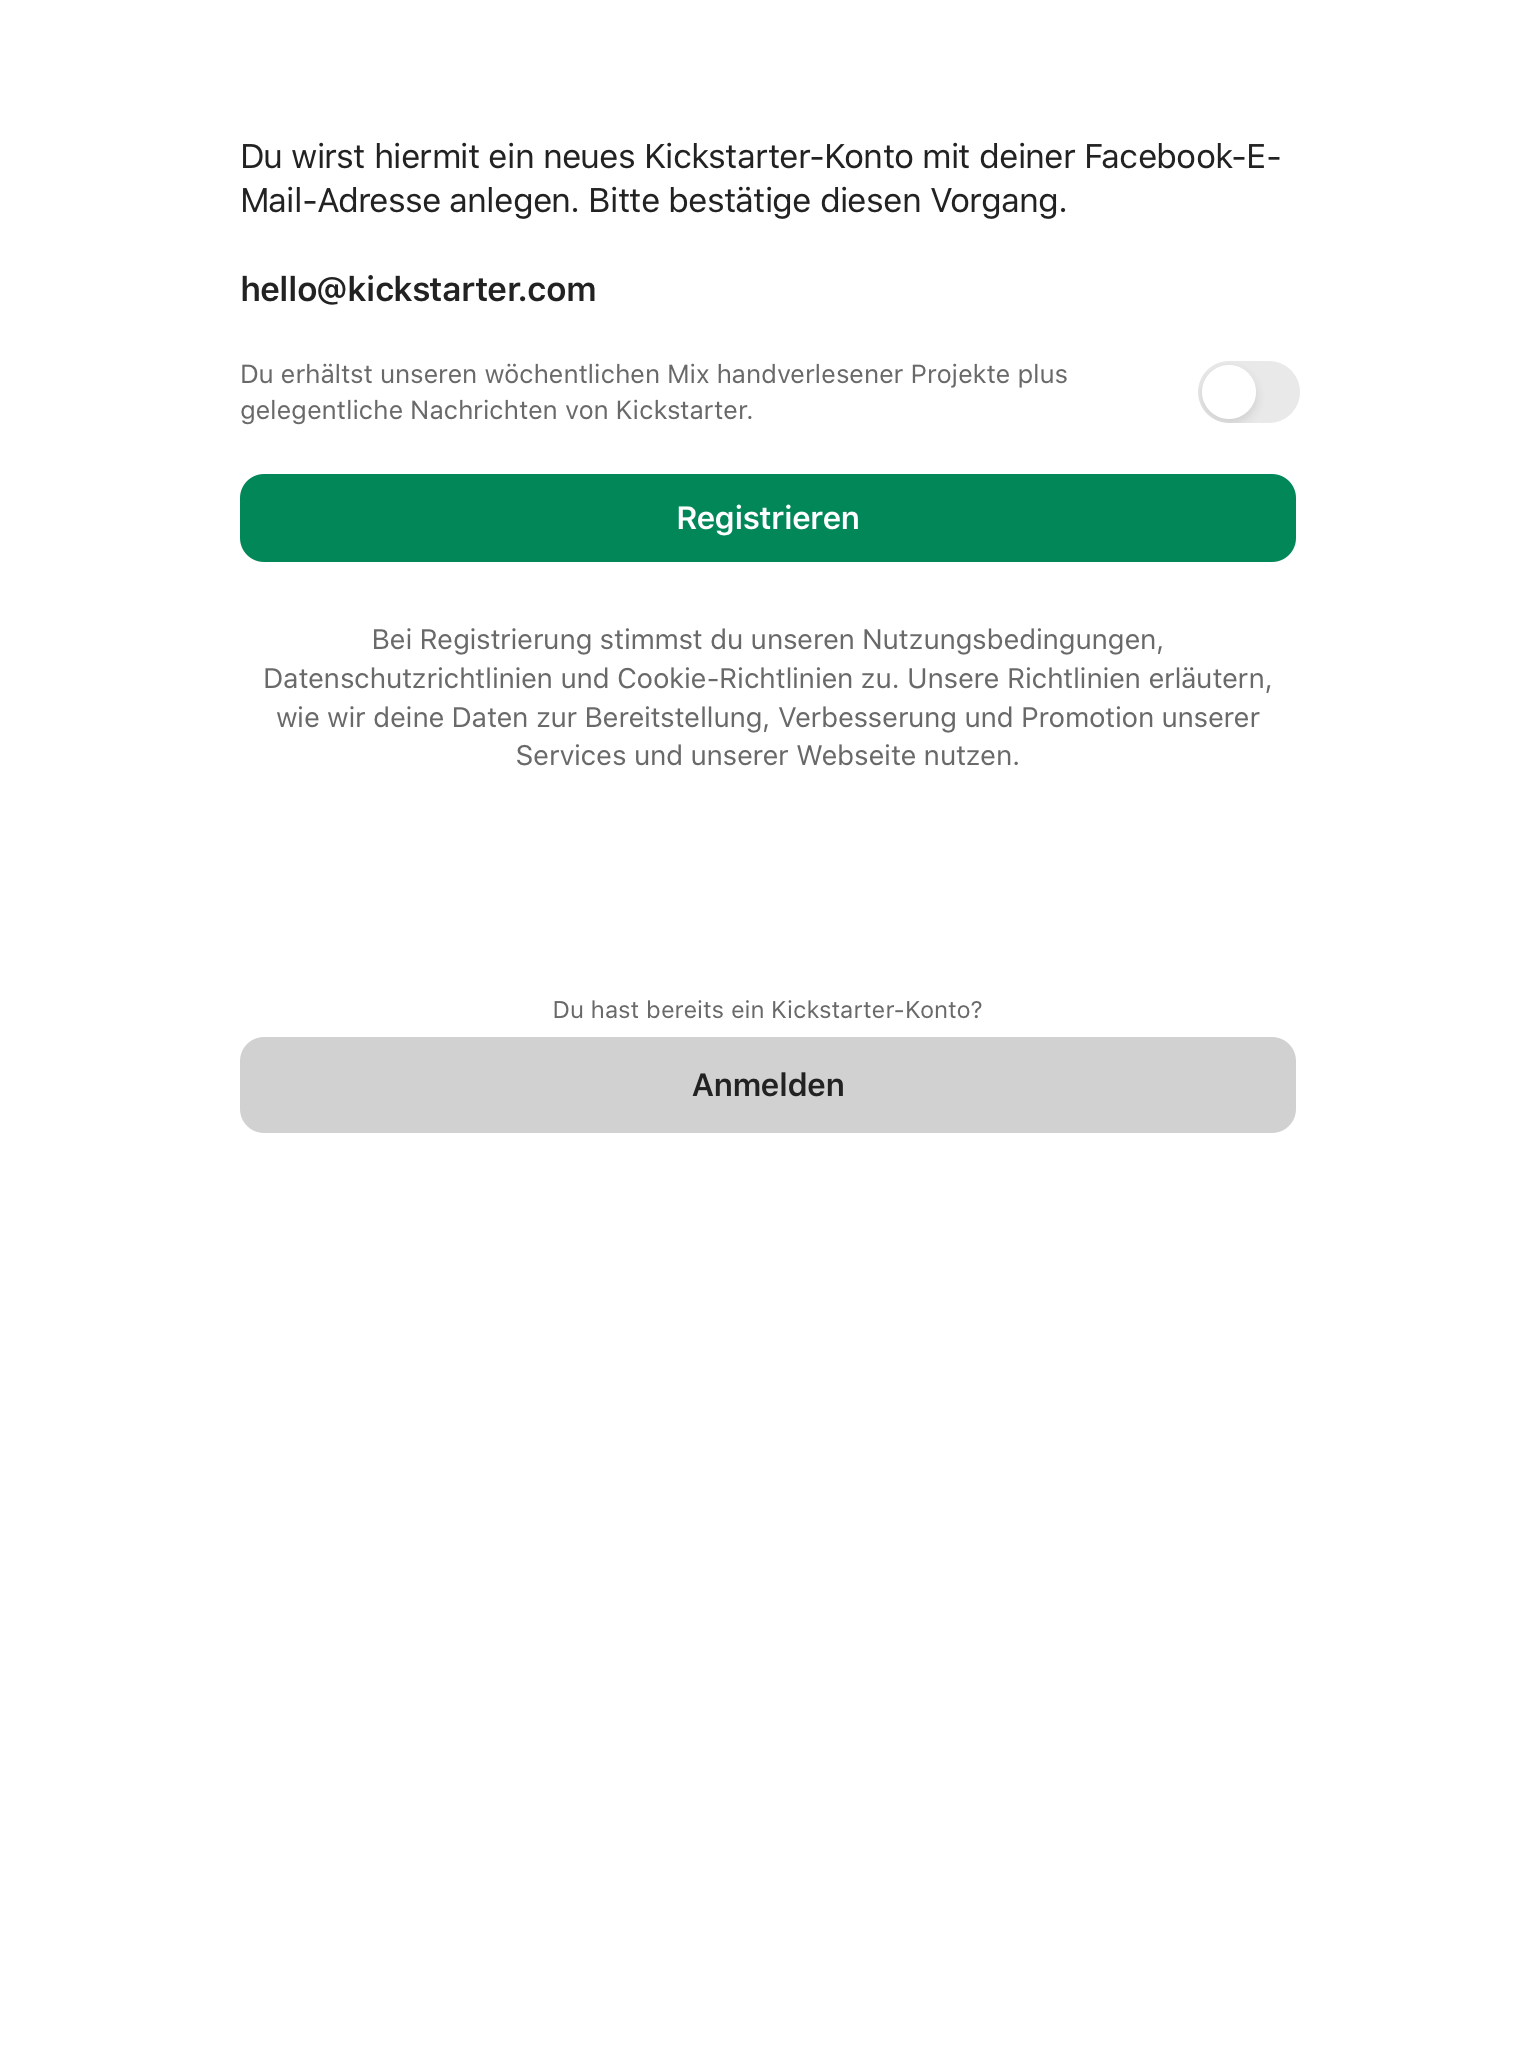 Du wirst hiermit ein neues Kickstarter-Konto mit deiner Facebook-E-
Mail-Adresse anlegen. Bitte bestätige diesen Vorgang.
hello@kickstarter.com
Du erhältst unseren wöchentlichen Mix handverlesener Projekte plus
gelegentliche Nachrichten von Kickstarter.
Registrieren
Bei Registrierung stimmst du unseren Nutzungsbedingungen,
Datenschutzrichtlinien und Cookie-Richtlinien zu. Unsere Richtlinien erläutern,
wie wir deine Daten zur Bereitstellung, Verbesserung und Promotion unserer
Services und unserer Webseite nutzen.
Du hast bereits ein Kickstarter-Konto?
Anmelden